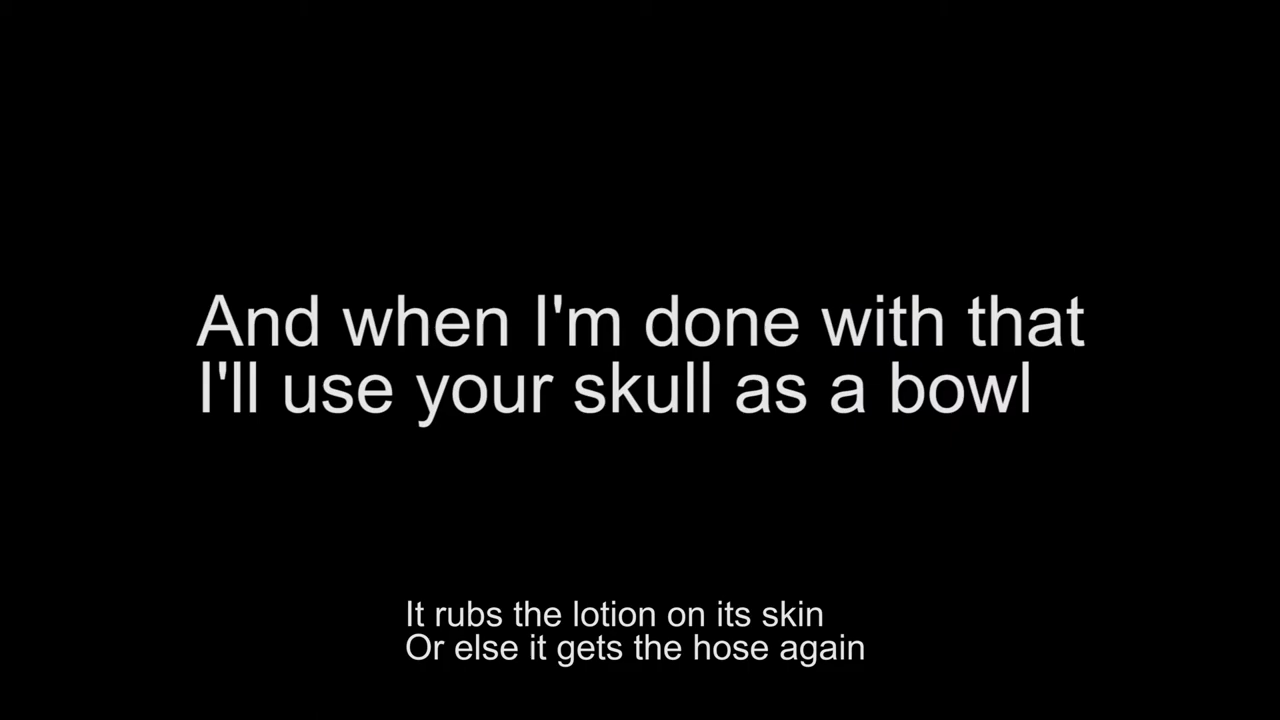 And when I'm done with that
I'll use your skull as a bowl
It rubs the lotion on its skin
Or else it gets the hose again